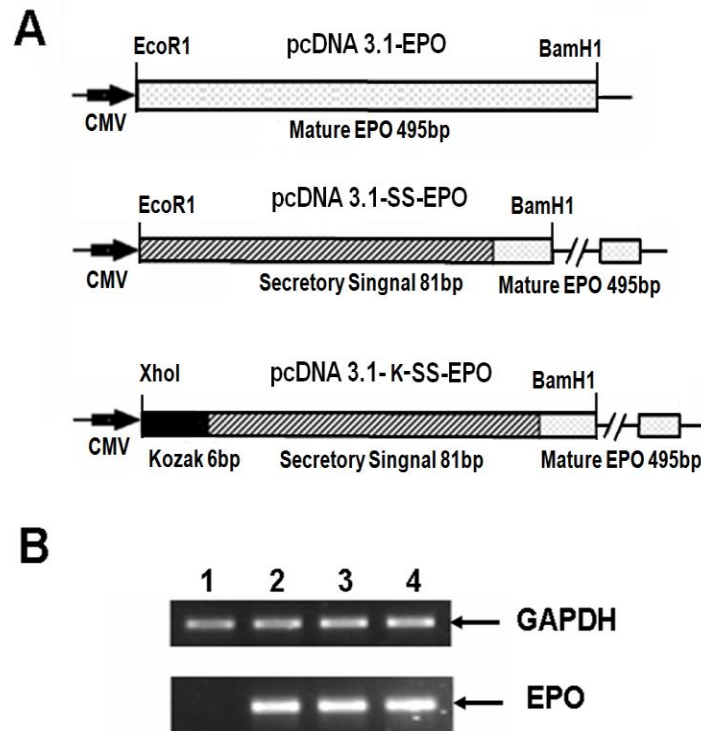 A
EcoR1 pcDNA 3.1-EPO BamH1
CMV
Mature EPO 495bp
EcoR1 pcDNA 3.1-SS-EPO BamH1
CMV Secretory Singnal 81bp Mature EPO 495bp
XhoI pcDNA 3.1- K-SS-EPO BamH1
CMV Kozak 6bp Secretory Singnal 81bp Mature EPO 495bp
B
1 2 3 4
GAPDH
EPO